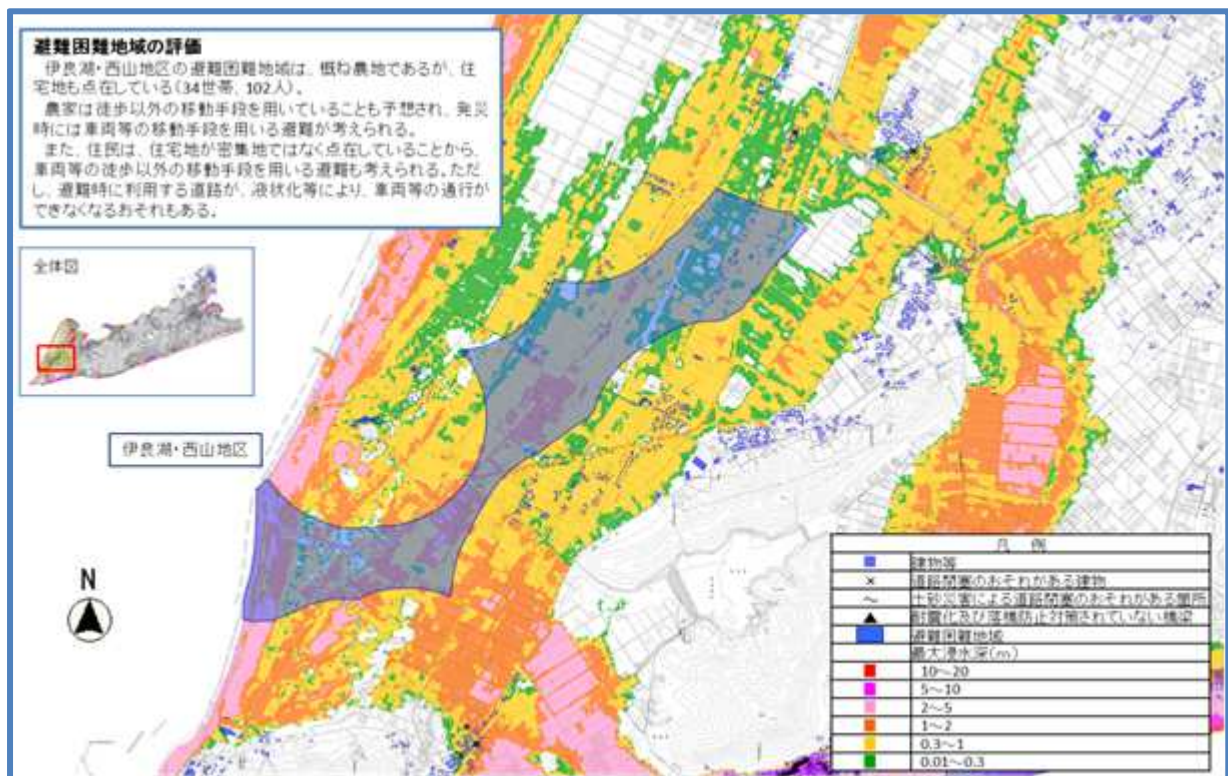 避難困難地域の評価
伊良湖・西山地区の避難困難地域は、概ね農地であるが、住
宅地も点在している(34世帯、102人)。
農家は徒歩以外の移動手段を用いていることも予想され、発災
時には車両等の移動手段を用いる避難が考えられる。
また、住民は、住宅地が密集地ではなく点在していることから、
車両等の徒歩以外の移動手段を用いる避難も考えられる。ただ
し、避難時に利用する道路が、液状化等により、車両等の通行が
できなくなるおそれもある。
全体図
伊良湖・西山地区
N
凡 例
建物等
道路閉塞のおそれがある建物
土砂災害による道路閉塞のおそれがある箇所
耐震化及び落橋防止対策されていない橋梁
避難困難地域
最大浸水深(m)
10～20
5～10
2～5
1～2
0.3～1
0.01～0.3